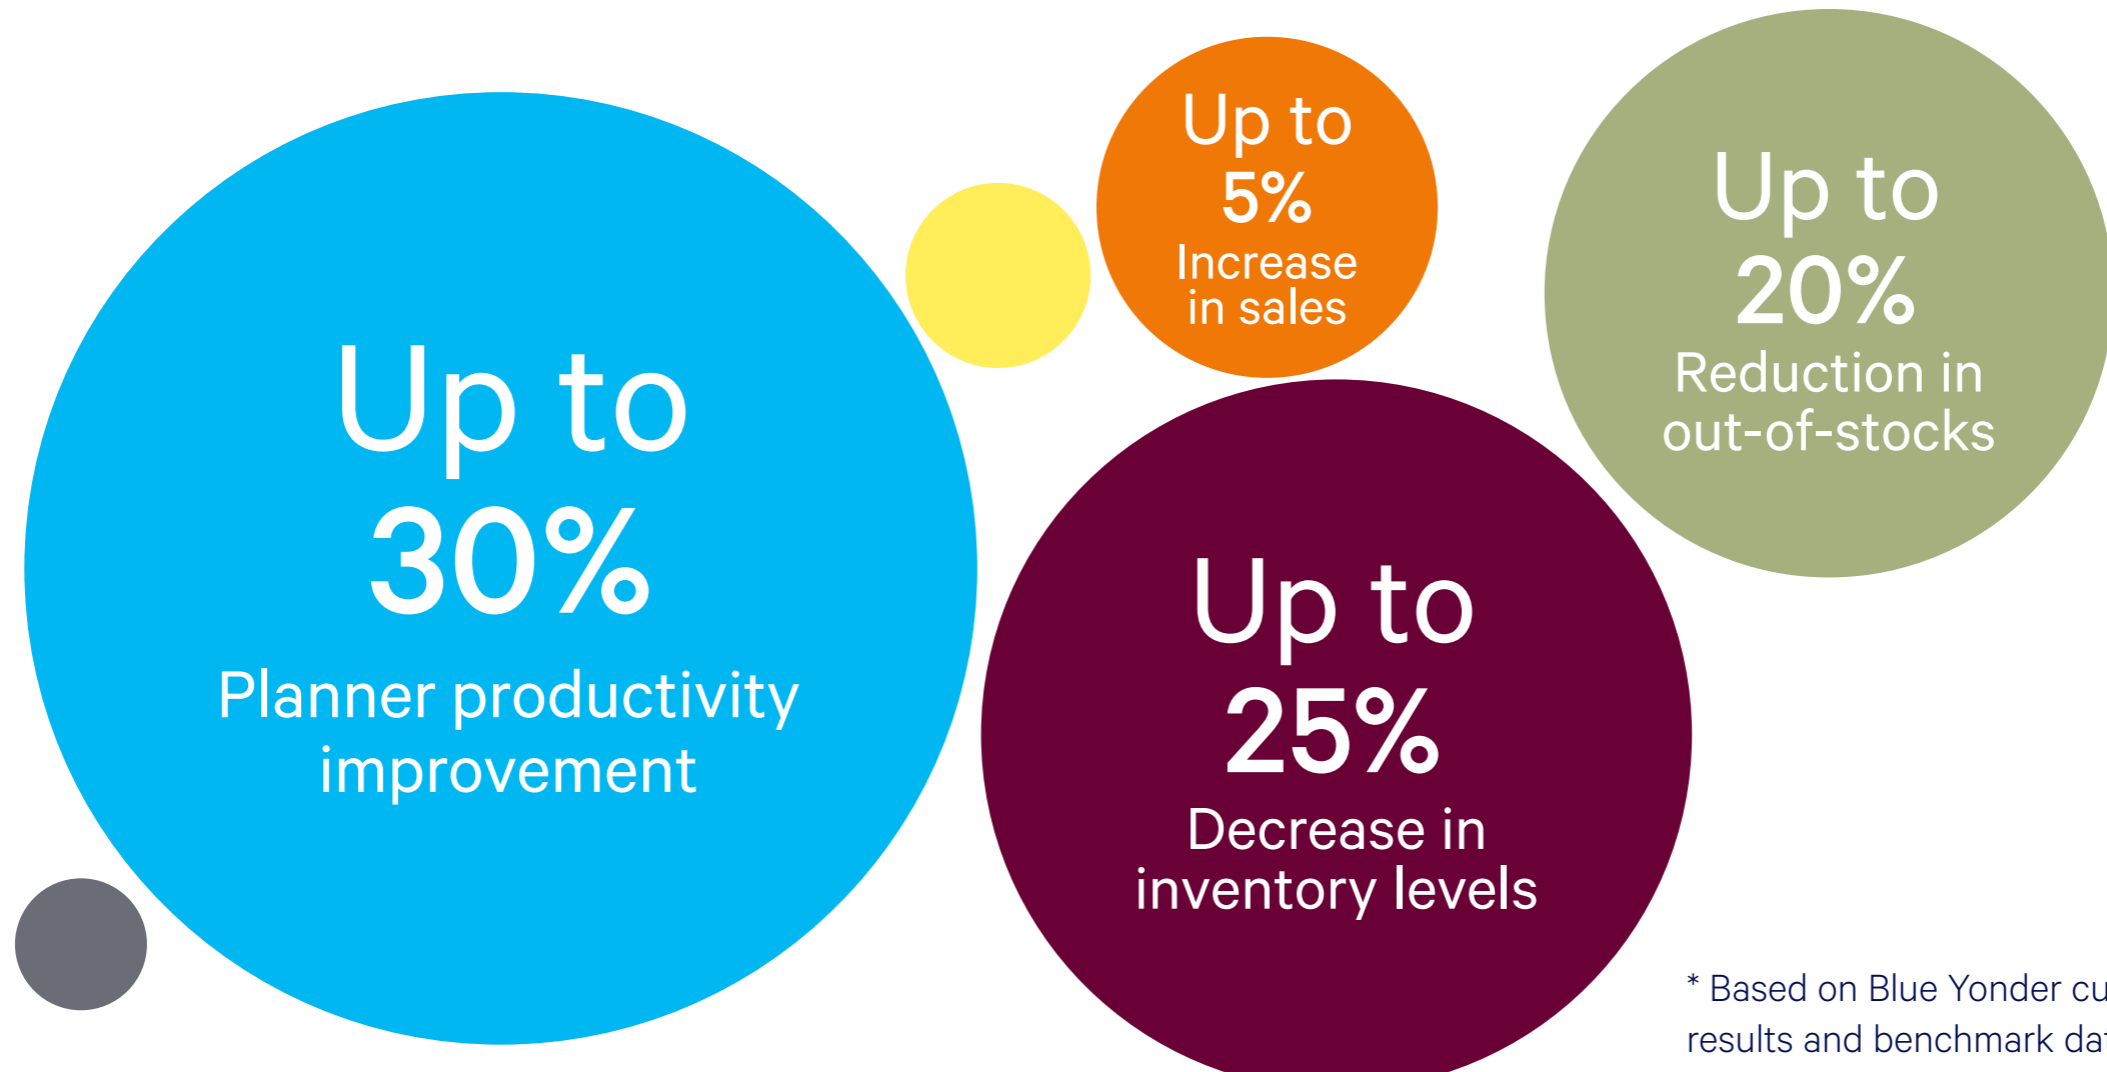 Up to
30%
Planner productivity
improvement
Up to
5%
Increase
in sales
Up to
25%
Decrease in
inventory levels
Up to
20%
Reduction in
out-of-stocks
* Based on Blue Yonder
results and benchmark